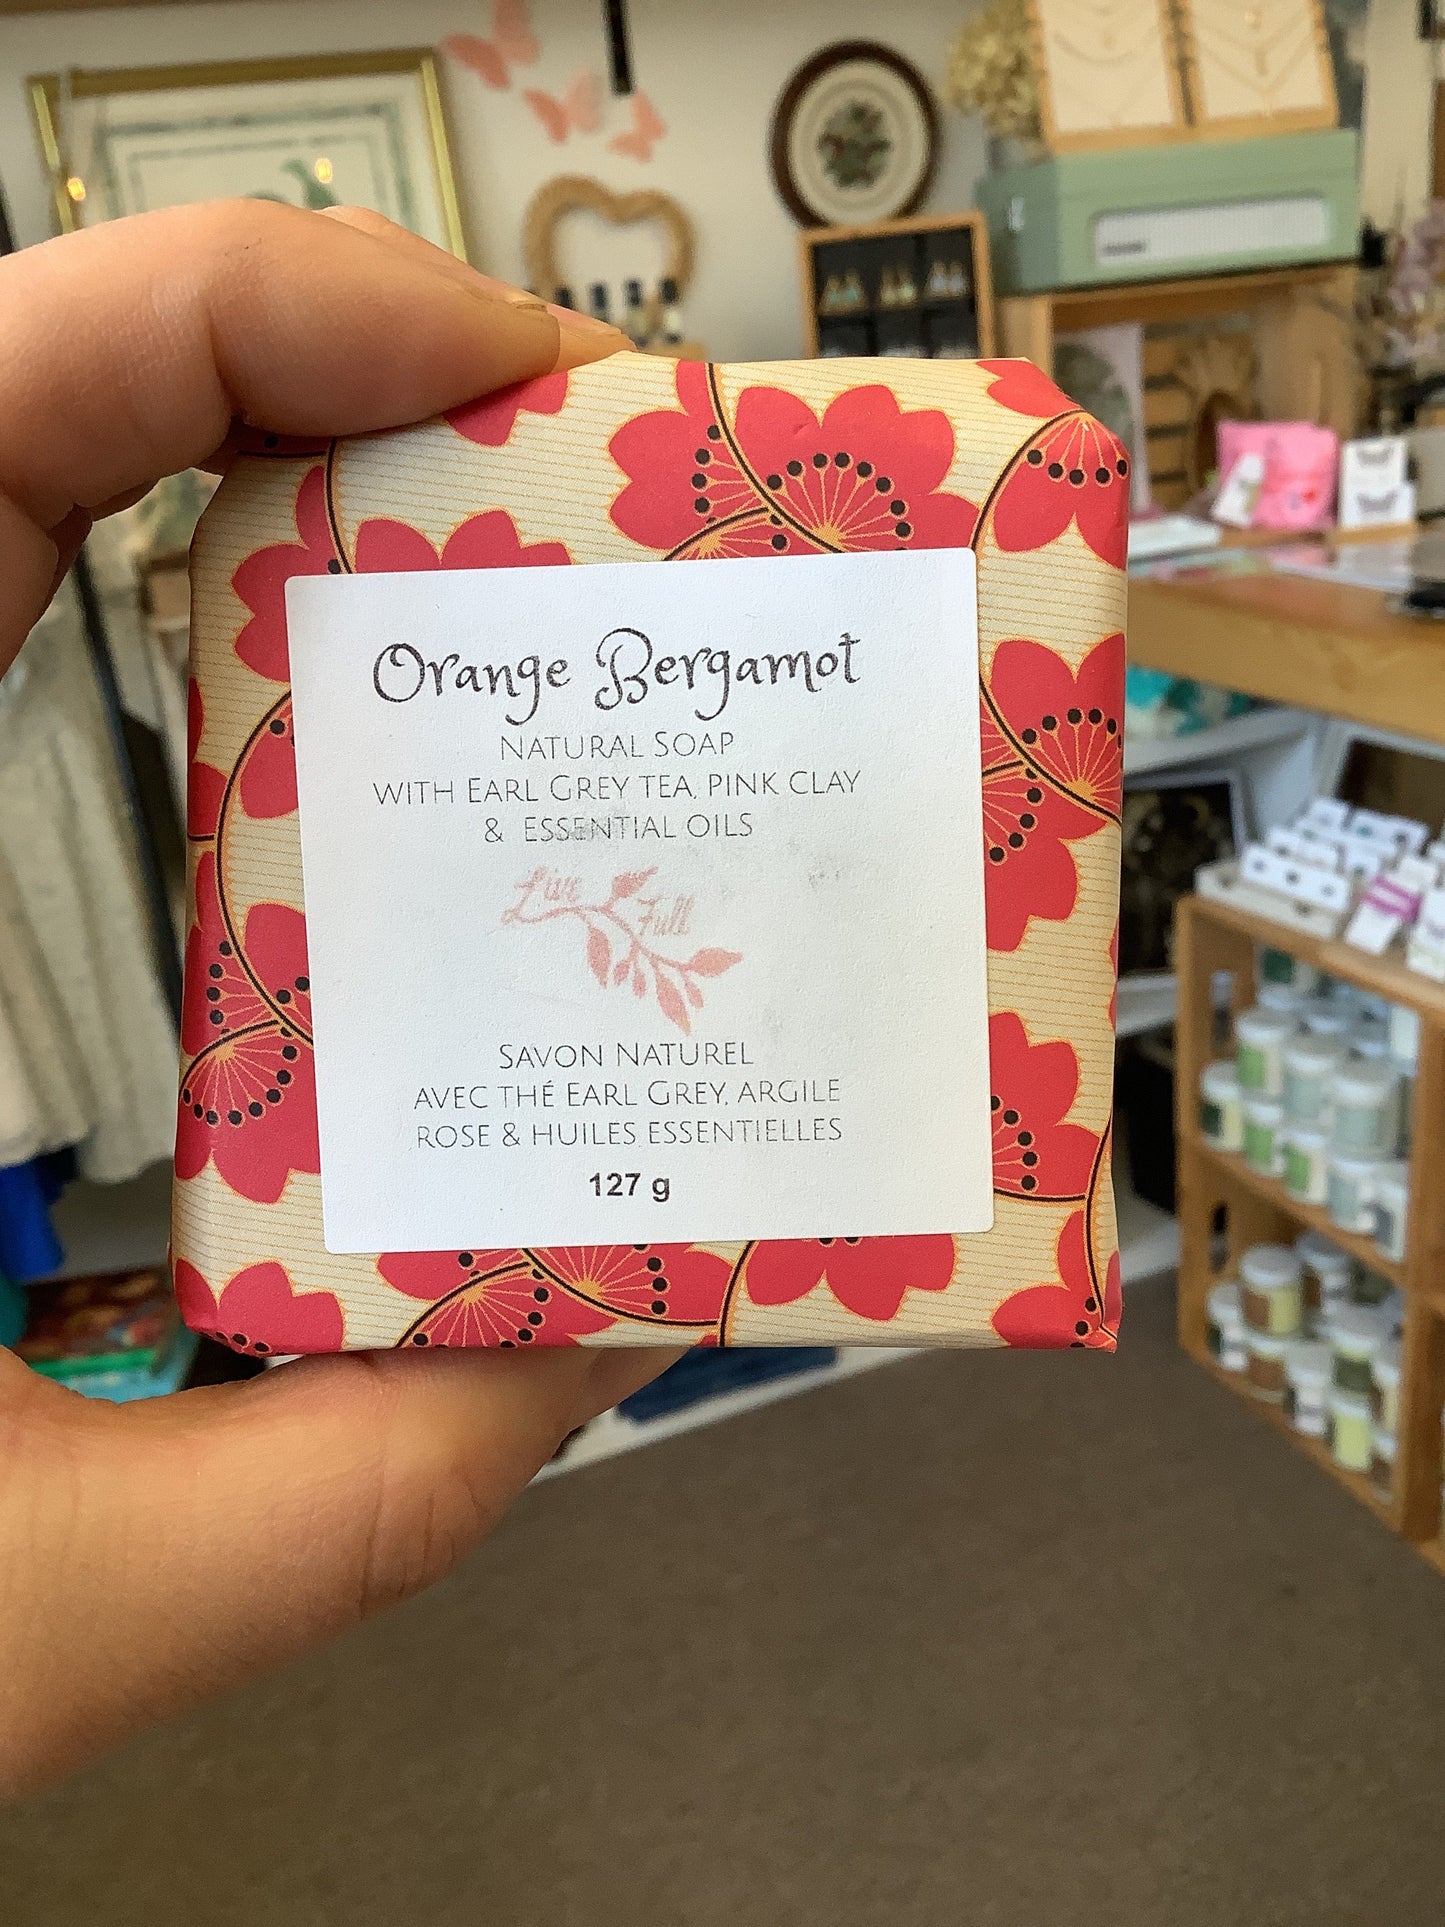 Orange Bergamot
NATURAL SOAP
WITH EARL GREY TEA, PINK CLAY
& ESSENTIAL OILS
Live
Full
SAVON NATUREL
AVEC THÉ EARL GREY, ARGILE
ROSE & HUILES ESSENTIELLES
127 g